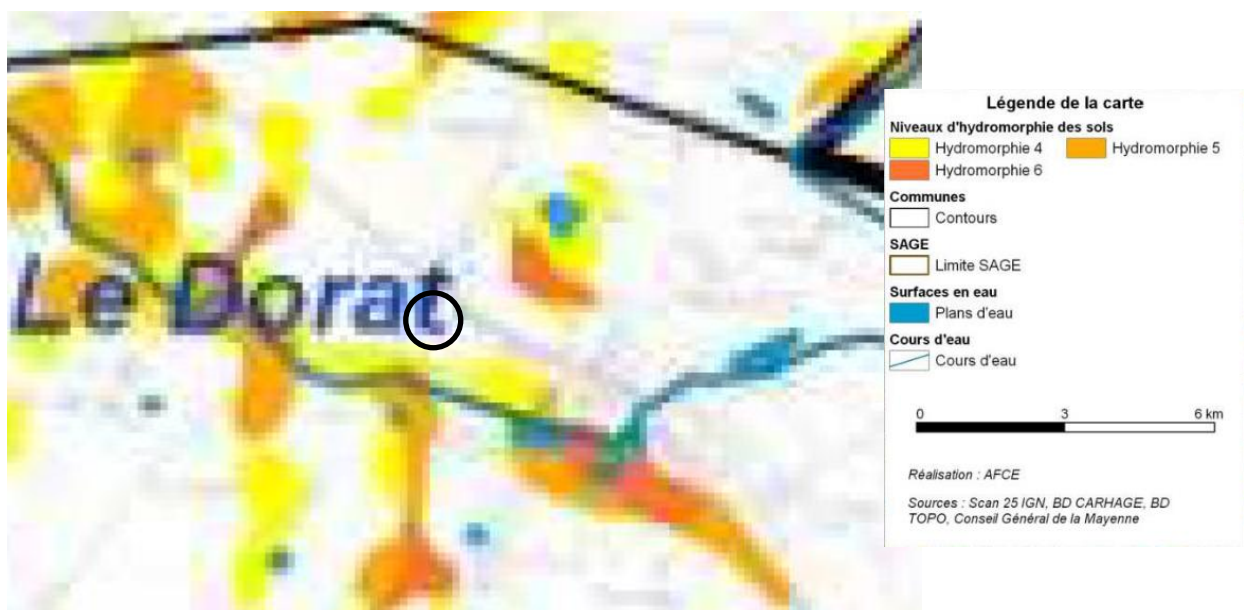 Le Dorat
Légende de la carte
Niveaux d'hydromorphie des sols
Hydromorphie 4 Hydromorphie 5
Hydromorphie 6
Communes
Contours
SAGE
Limite SAGE
Surfaces en eau
Plans d'eau
Cours d'eau
Cours d'eau
0 3 6 km
Réalisation : AFCE
Sources : Scan 25 IGN, BD CARHAGE, BD
TOPO, Conseil Général de la Mayenne